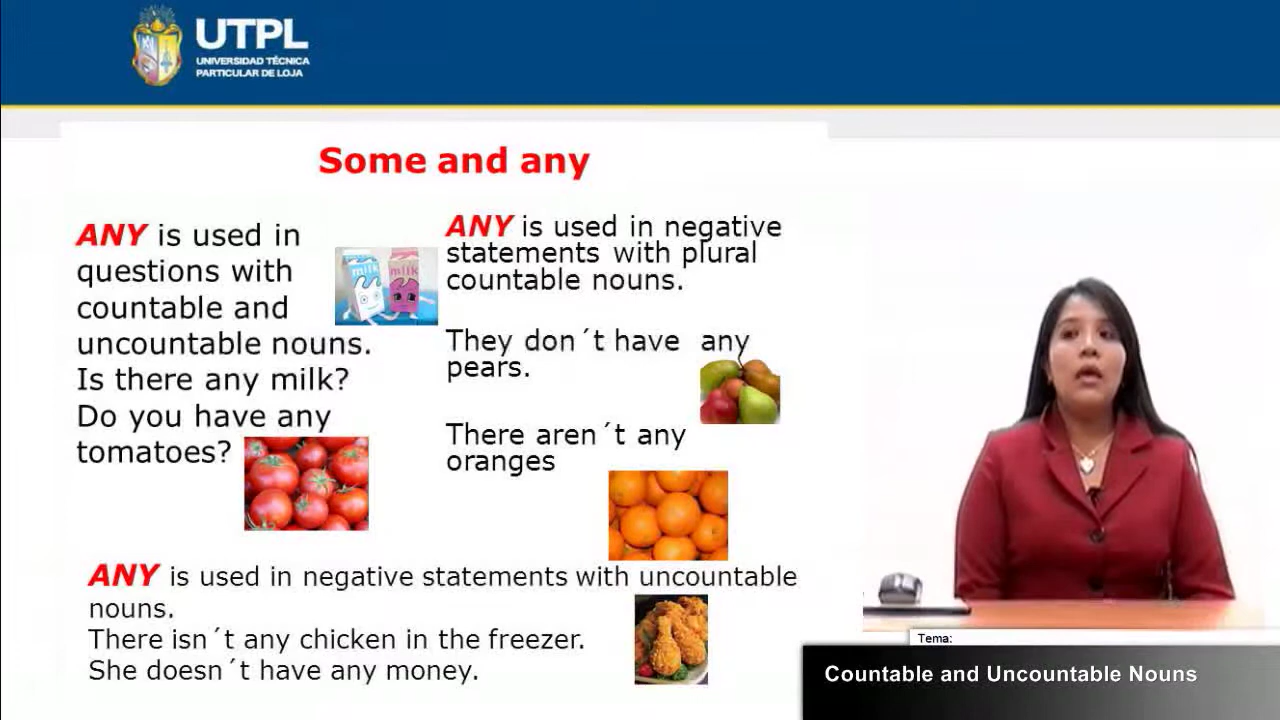 UTPL
UNIVERSIDAD TÉCNICA
PARTICULAR DE LOJA
Some and any
ANY is used in
questions with
countable and
uncountable nouns.
Is there any milk?
Do you have any
tomatoes?
milk milk
ANY is used in negative
statements with plural
countable nouns.
They don´t have any
pears.
There aren´t any
oranges
ANY is used in negative statements with uncountable
nouns.
There isn´t any chicken in the freezer.
She doesn´t have any money.
Tema:
Countable and Uncountable Nouns